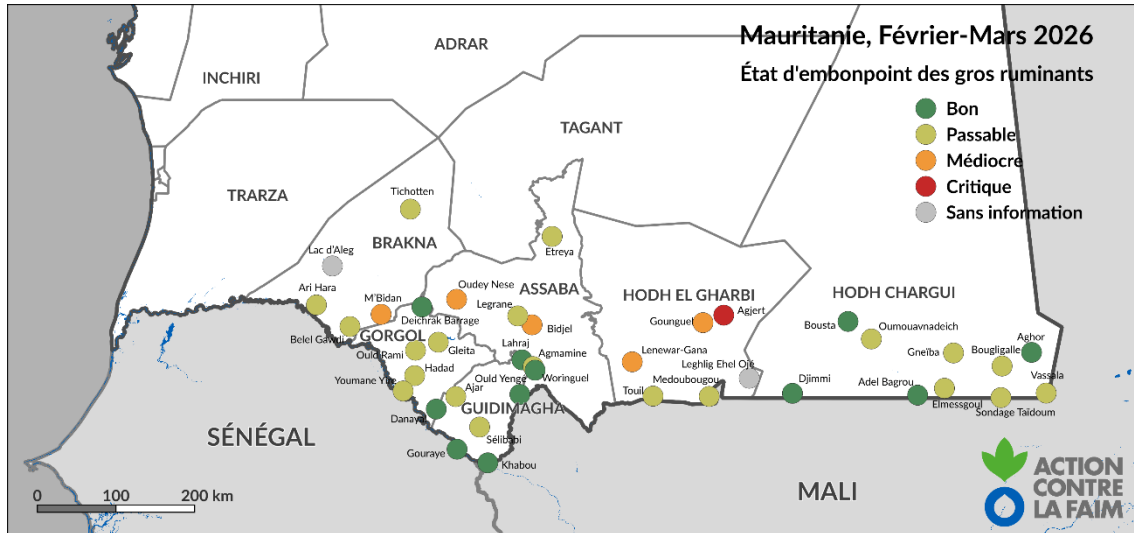 Mauritanie, Février-Mars 2026
État d'embonpoint des gros ruminants
Bon
Passable
Médiocre
Critique
Sans information
ADRAR
INCHIRI
TAGANT
TRARZA
Tichotten
BRAKNA
Lac d'Aleg
Etreya
Ari Hara
M'Bidan
Oudey Nese
ASSABA
Legrane
HODH EL GHARBI
HODH CHARGUI
Deichrak Barrage
Bidjel
Gounguel
Agjert
Bousta
Oumouavnadeich
Belel Gawdi
GORGOL
Gleita
Lahraj
Aghor
Ould Rami
Agmamine
Lenewar-Gana
Leghlig Ehel Oje
Gneïba
Bougligalle
Hadad
Ould Yengé
Woringuel
Youmane Yire
Ajar
Touil
Medoubougou
Djimmi
Adel Bagrou
Vassala
Elmessgoul
Danayal
GUIDIMAGHA
Sondage Taïdoum
SÉNÉGAL
Sélibabi
Gouraye
Khabou
MALI
0 100 200 km
ACTION
CONTRE
LA FAIM